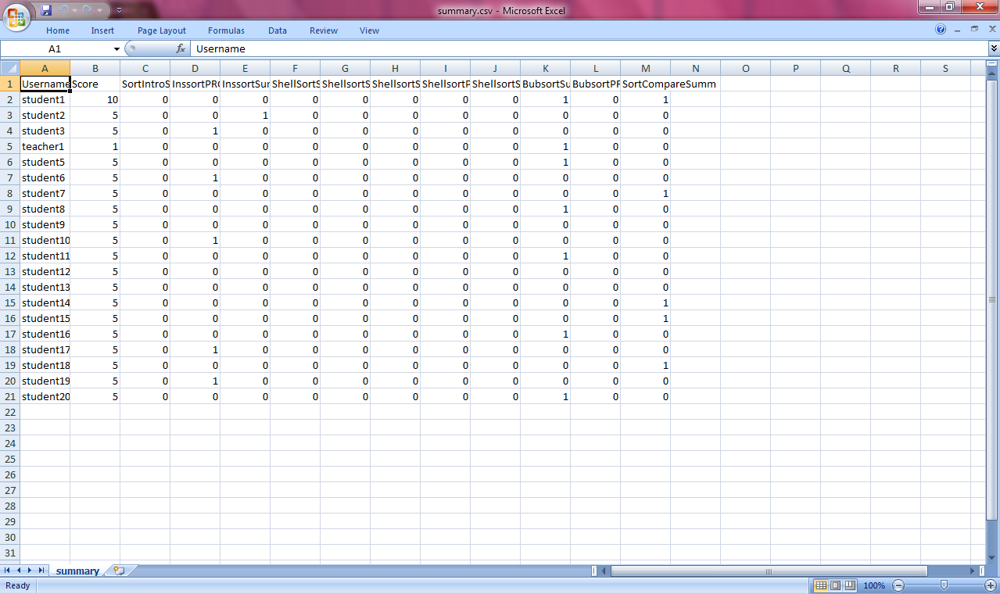 summary.csv - Microsoft Excel
Home Insert Page Layout Formulas Data Review View
A1 fx Username
A B C D E F G H I J K L M N O P Q R S
1 Username Score SortIntroS InssortPR InssortSur ShellSortS ShellsortS ShellsortS ShellsortP ShellsortS BubsortSu BubsortPF SortCompareSumm
2 student1 10 0 0 0 0 0 0 0 0 1 0 1
3 student2 5 0 0 1 0 0 0 0 0 0 0 0
4 student3 5 0 1 0 0 0 0 0 0 0 0 0
5 teacher1 1 0 0 0 0 0 0 0 0 1 0 0
6 student5 5 0 0 0 0 0 0 0 0 1 0 0
7 student6 5 0 1 0 0 0 0 0 0 0 0 0
8 student7 5 0 0 0 0 0 0 0 0 0 0 1
9 student8 5 0 0 0 0 0 0 0 0 1 0 0
10 student9 5 0 0 0 0 0 0 0 0 0 0 0
11 student10 5 0 1 0 0 0 0 0 0 0 0 0
12 student11 5 0 0 0 0 0 0 0 0 1 0 0
13 student12 5 0 0 0 0 0 0 0 0 0 0 0
14 student13 5 0 0 0 0 0 0 0 0 0 0 0
15 student14 5 0 0 0 0 0 0 0 0 0 0 1
16 student15 5 0 0 0 0 0 0 0 0 0 0 1
17 student16 5 0 0 0 0 0 0 0 0 1 0 0
18 student17 5 0 1 0 0 0 0 0 0 0 0 0
19 student18 5 0 0 0 0 0 0 0 0 0 0 1
20 student19 5 0 1 0 0 0 0 0 0 0 0 0
21 student20 5 0 0 0 0 0 0 0 0 1 0 0
22
23
24
25
26
27
28
29
30
31
summary
Ready 100%